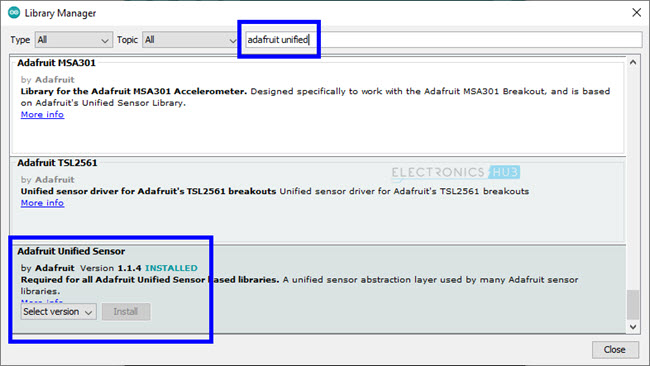 Library Manager
Type All Topic All adafruit unified
Adafruit MSA301
by Adafruit
Library for the Adafruit MSA301 Accelerometer. Designed specifically to work with the Adafruit MSA301 Breakout, and is based
on Adafruit's Unified Sensor Library.
More info
Adafruit TSL2561
by Adafruit
ELECTRONICS HUB
Unified sensor driver for Adafruit's TSL2561 breakouts Unified sensor driver for Adafruit's TSL2561 breakouts
More info
Adafruit Unified Sensor
by Adafruit Version 1.1.4 INSTALLED
Required for all Adafruit Unified Sensor based libraries. A unified sensor abstraction layer used by many Adafruit sensor
libraries.
More info
Select version Install
Close